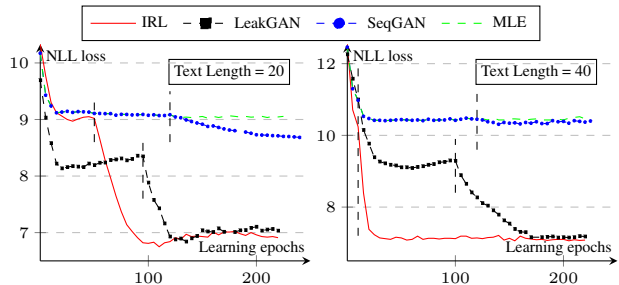 IRL LeakGAN SeqGAN MLE
NLL loss NLL loss
Text Length = 20 Text Length = 40
10 12
9 10
8 8
7
Learning epochs Learning epochs
100 200 100 200